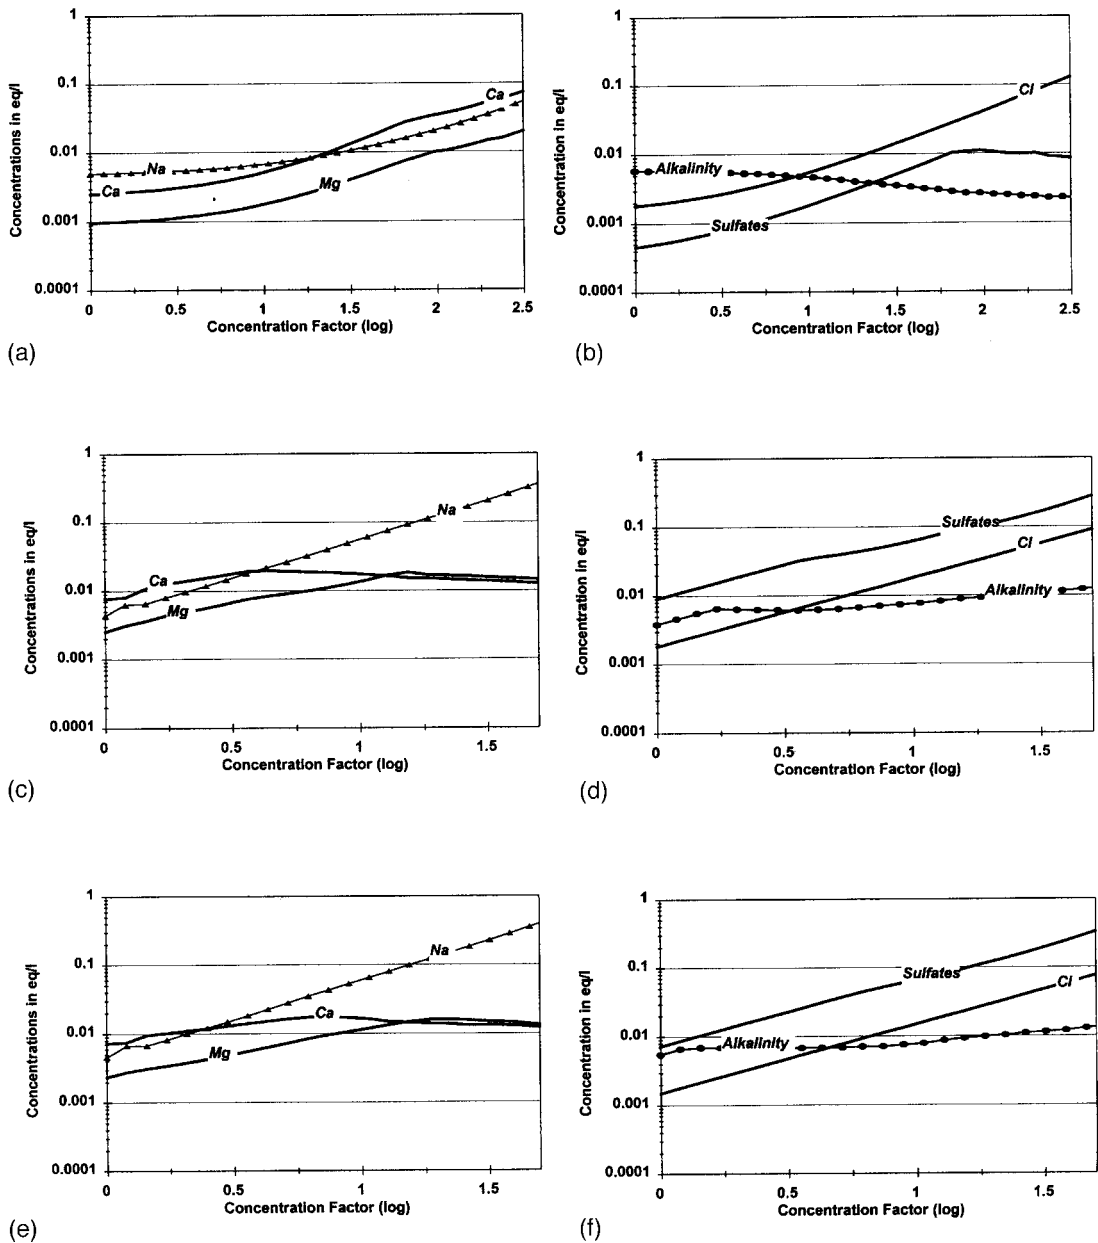 1
0.1
0.01
0.001
0.0001
Concentrations in eq/l
Ca
Na
Ca
Mg
0 0.5 1 1.5 2 2.5
Concentration Factor (log)
(a)
1
0.1
0.01
0.001
0.0001
Concentration in eq/l
Cl
Alkalinity
Sulfates
0 0.5 1 1.5 2 2.5
Concentration Factor (log)
(b)
1
0.1
0.01
0.001
0.0001
Concentrations in eq/l
Na
Ca
Mg
0 0.5 1 1.5
Concentration Factor (log)
(c)
1
0.1
0.01
0.001
0.0001
Concentration in eq/l
Sulfates
Cl
Alkalinity
0 0.5 1 1.5
Concentration Factor (log)
(d)
1
0.1
0.01
0.001
0.0001
Concentrations in eq/l
Na
Ca
Mg
0 0.5 1 1.5
Concentration Factor (log)
(e)
1
0.1
0.01
0.001
0.0001
Concentration in eq/l
Sulfates
Cl
Alkalinity
0 0.5 1 1.5
Concentration Factor (log)
(f)